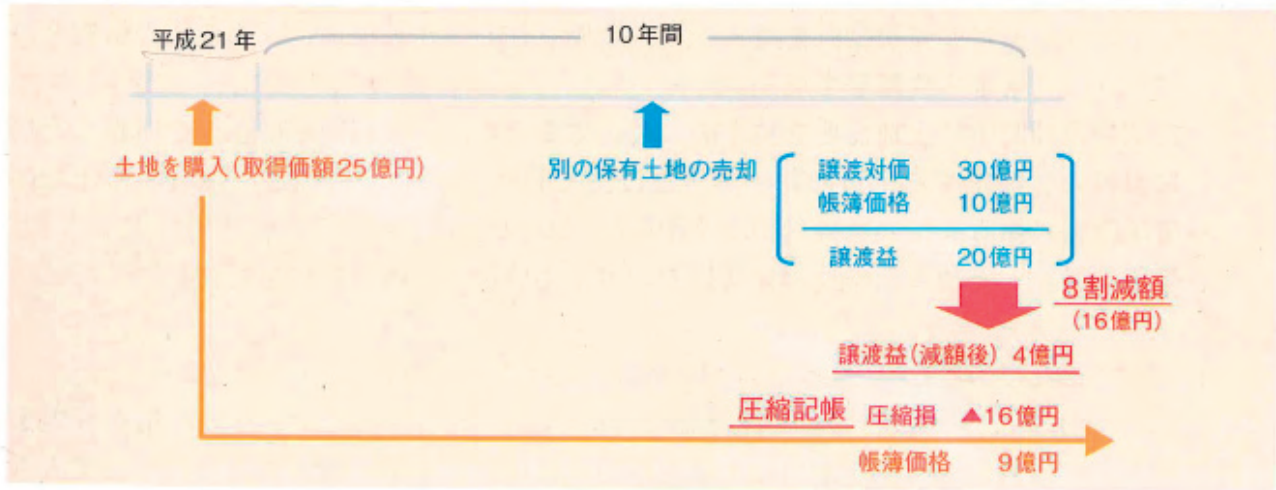 平成21年
10年間
土地を購入(取得価額25億円)
別の保有土地の売却
譲渡対価 30億円
帳簿価格 10億円
譲渡益 20億円
8割減額
(16億円)
譲渡益(減額後) 4億円
圧縮記帳 圧縮損 ▲16億円
帳簿価格 9億円